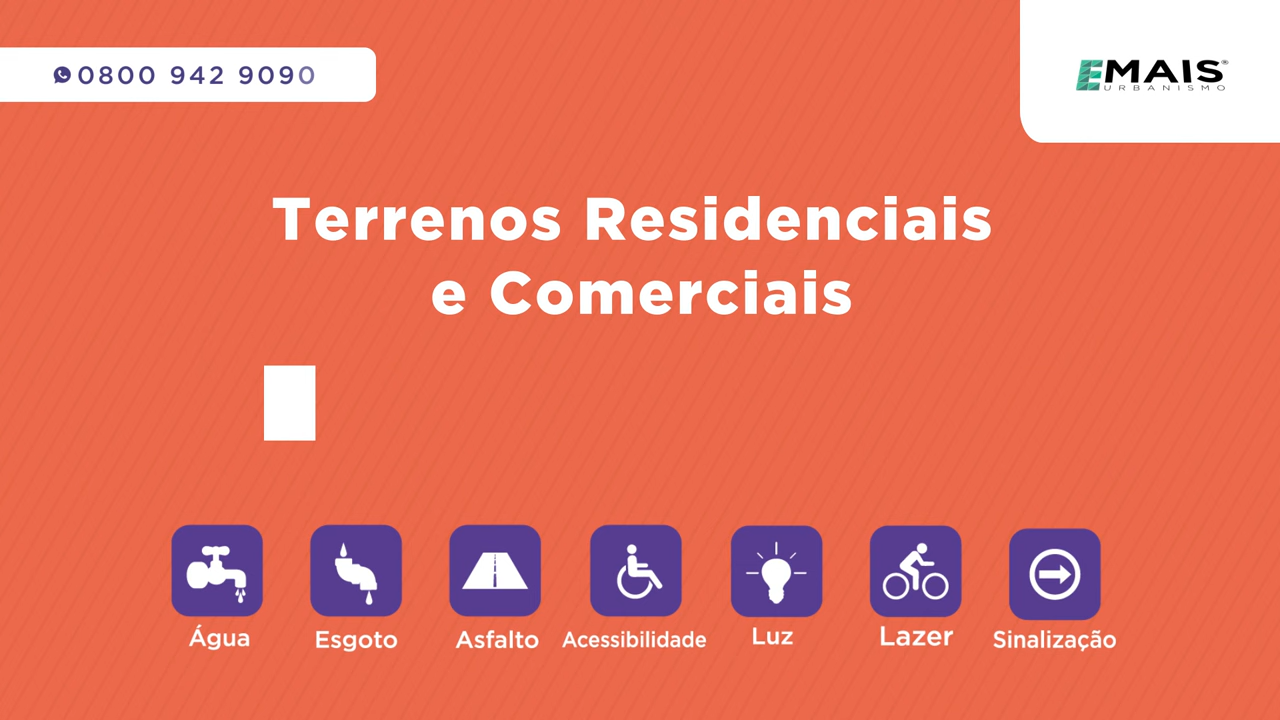 0800 942 9090
EMAIS®
URBANISMO
Terrenos Residenciais
e Comerciais
Água
Esgoto
Asfalto
Acessibilidade
Luz
Lazer
Sinalização